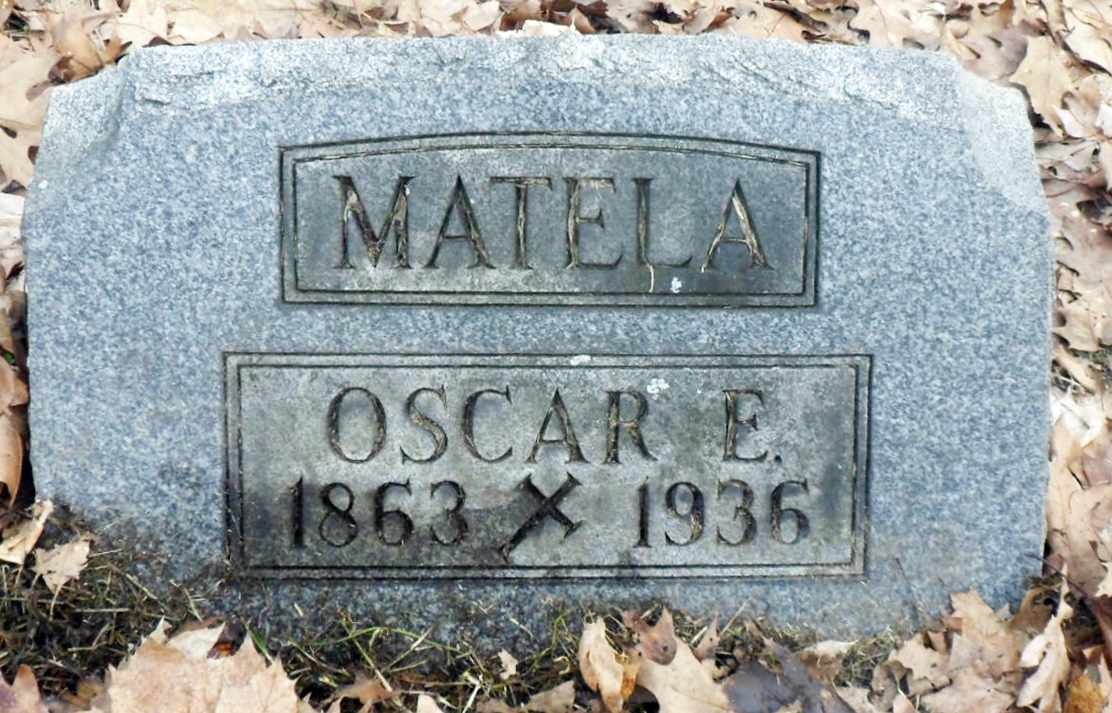 MATELA
OSCAR E.
1863 1936